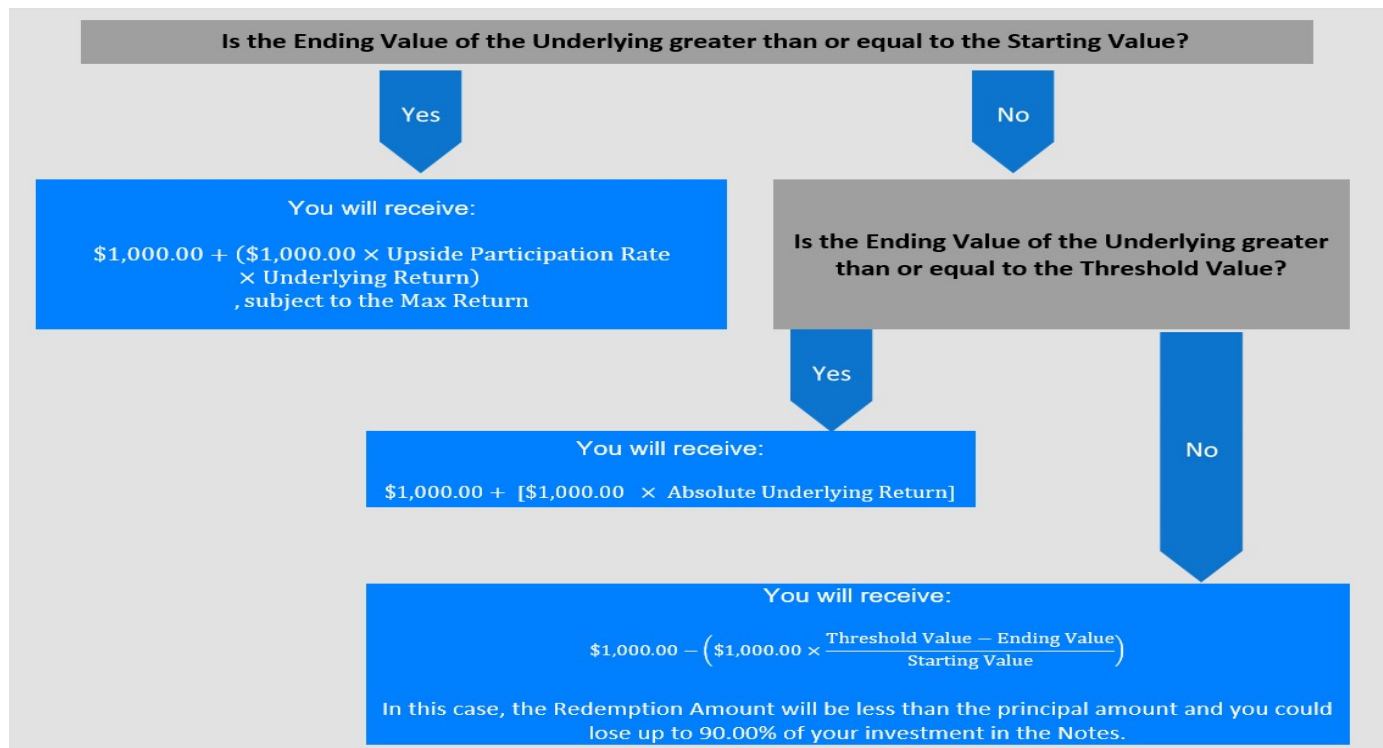 Is the Ending Value of the Underlying greater than or equal to the Starting Value?
Yes
No
You will receive:
$1,000.00 + ($1,000.00 × Upside Participation Rate
× Underlying Return)
, subject to the Max Return
Is the Ending Value of the Underlying greater
than or equal to the Threshold Value?
Yes
No
You will receive:
$1,000.00 + [$1,000.00 × Absolute Underlying Return]
You will receive:
$1,000.00 − ($1,000.00 × Threshold Value − Ending Value / Starting Value)
In this case, the Redemption Amount will be less than the principal amount and you could
lose up to 90.00% of your investment in the Notes.